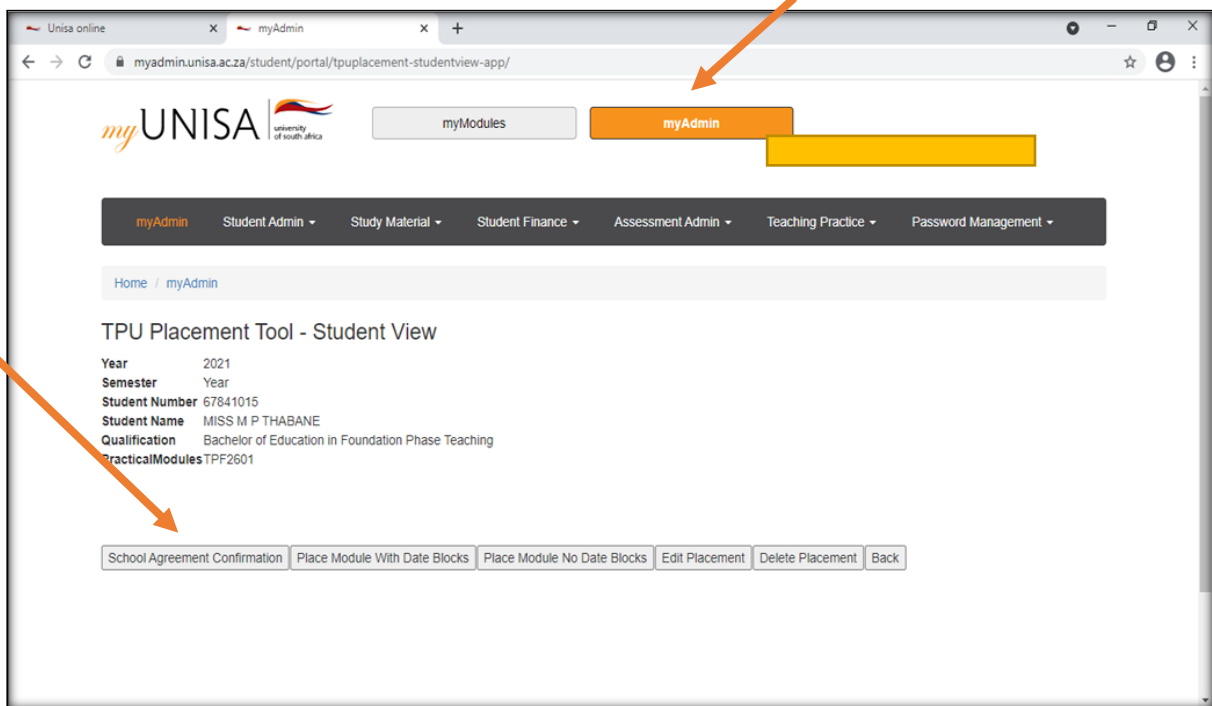 Unisa online
myAdmin
myadmin.unisa.ac.za/student/portal/tpuplacement-studentview-app/
my UNISA university of south africa
myModules
myAdmin
myAdmin Student Admin Study Material Student Finance Assessment Admin Teaching Practice Password Management
Home / myAdmin
TPU Placement Tool - Student View
Year 2021
Semester Year
Student Number 67841015
Student Name MISS M P THABANE
Qualification Bachelor of Education in Foundation Phase Teaching
PracticalModules TPF2601
School Agreement Confirmation Place Module With Date Blocks Place Module No Date Blocks Edit Placement Delete Placement Back